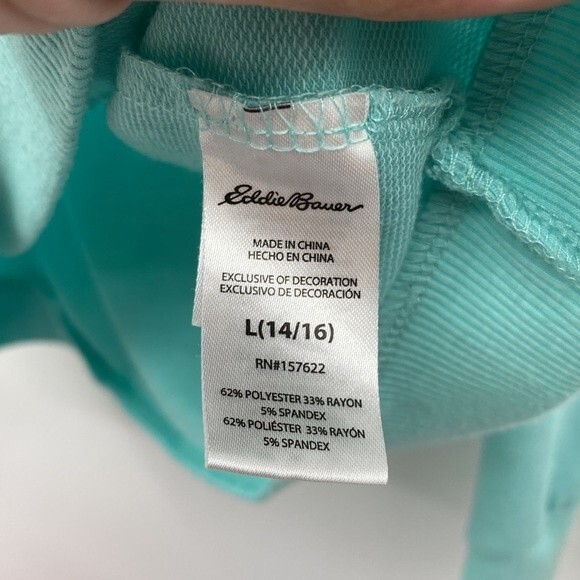 Eddie Bauer
MADE IN CHINA
HECHO EN CHINA
EXCLUSIVE OF DECORATION
EXCLUSIVO DE DECORACIÓN
L(14/16)
RN#157622
62% POLYESTER 33% RAYON
5% SPANDEX
62% POLIÉSTER 33% RAYÓN
5% SPANDEX